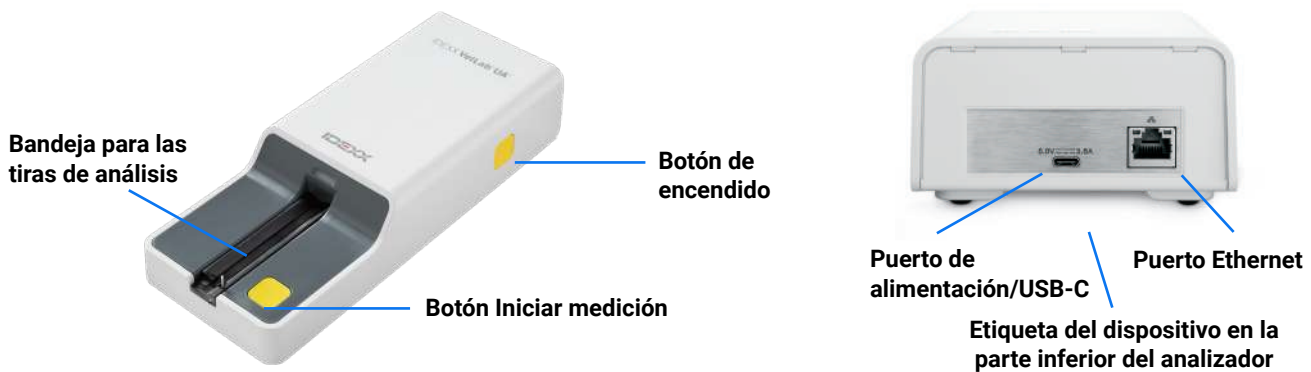 IDEXX VetLab UA
IDEXX
Bandeja para las
tiras de análisis
Botón de
encendido
Botón Iniciar medición
5.0V 3.0A
Puerto de
alimentación/USB-C
Puerto Ethernet
Etiqueta del dispositivo en la
parte inferior del analizador